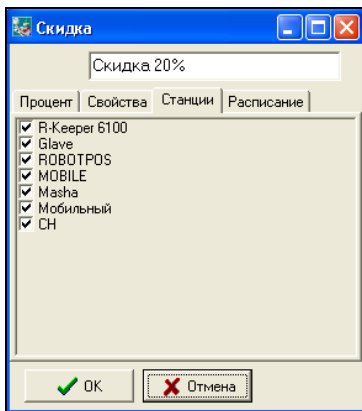 Скидка
Скидка 20%
Процент Свойства Станции Расписание
R-Keeper 6100
Glave
ROBOTPOS
MOBILE
Masha
Мобильный
CH
OK Отмена